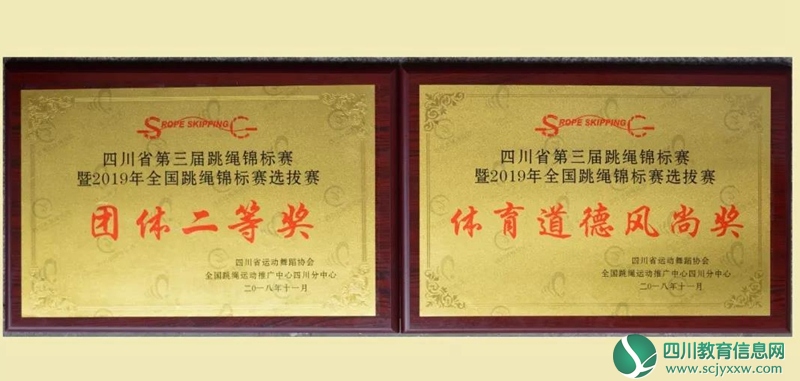 ROPE SKIPPING
四川省第三届跳绳锦标赛
暨2019年全国跳绳锦标赛选拔赛
团体二等奖
四川省运动舞蹈协会
全国跳绳运动推广中心四川分中心
二〇一八年十一月
ROPE SKIPPING
四川省第三届跳绳锦标赛
暨2019年全国跳绳锦标赛选拔赛
体育道德风尚奖
四川省运动舞蹈协会
全国跳绳运动推广中心四川分中心
二〇一八年十一月
四川教育信息网
www.scjyxxw.com